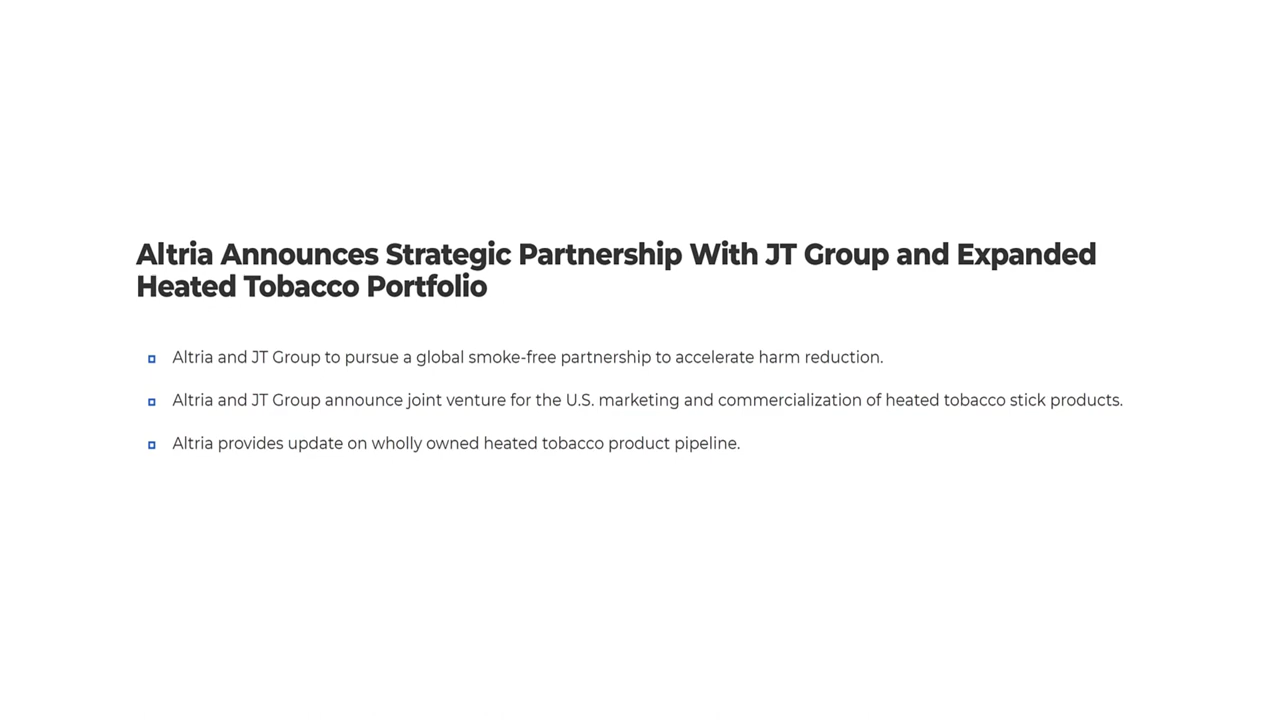 Altria Announces Strategic Partnership With JT Group and Expanded
Heated Tobacco Portfolio
Altria and JT Group to pursue a global smoke-free partnership to accelerate harm reduction.
Altria and JT Group announce joint venture for the U.S. marketing and commercialization of heated tobacco stick products.
Altria provides update on wholly owned heated tobacco product pipeline.